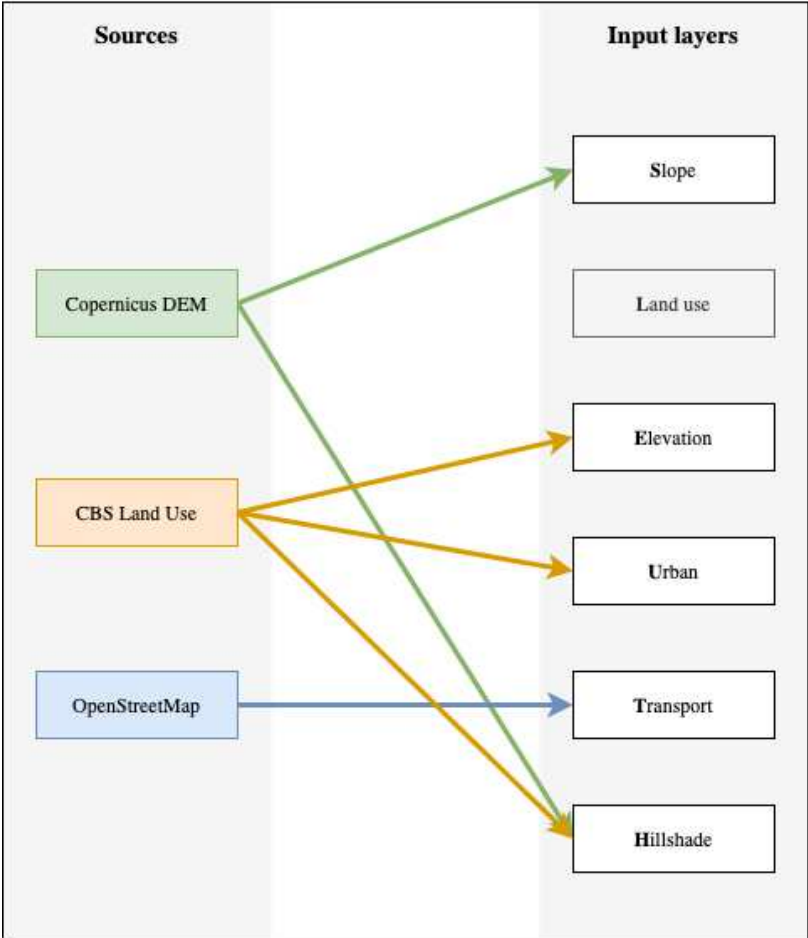 Sources
Input layers
Slope
Copernicus DEM
Land use
Elevation
CBS Land Use
Urban
OpenStreetMap
Transport
Hillshade